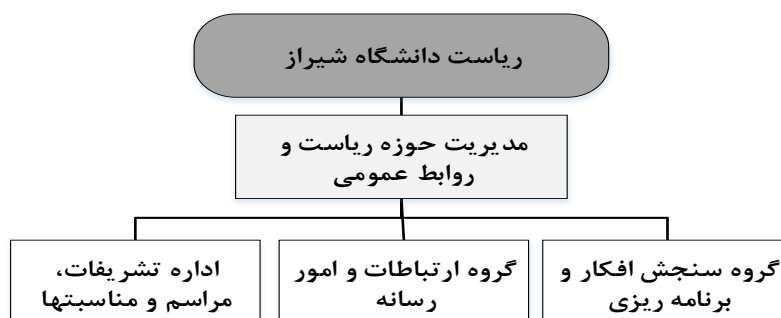 ریاست دانشگاه شیراز
مدیریت حوزه ریاست و
روابط عمومی
گروه سنجش افکار و
برنامه ریزی
گروه ارتباطات و امور
رسانه
اداره تشریفات،
مراسم و مناسبتها